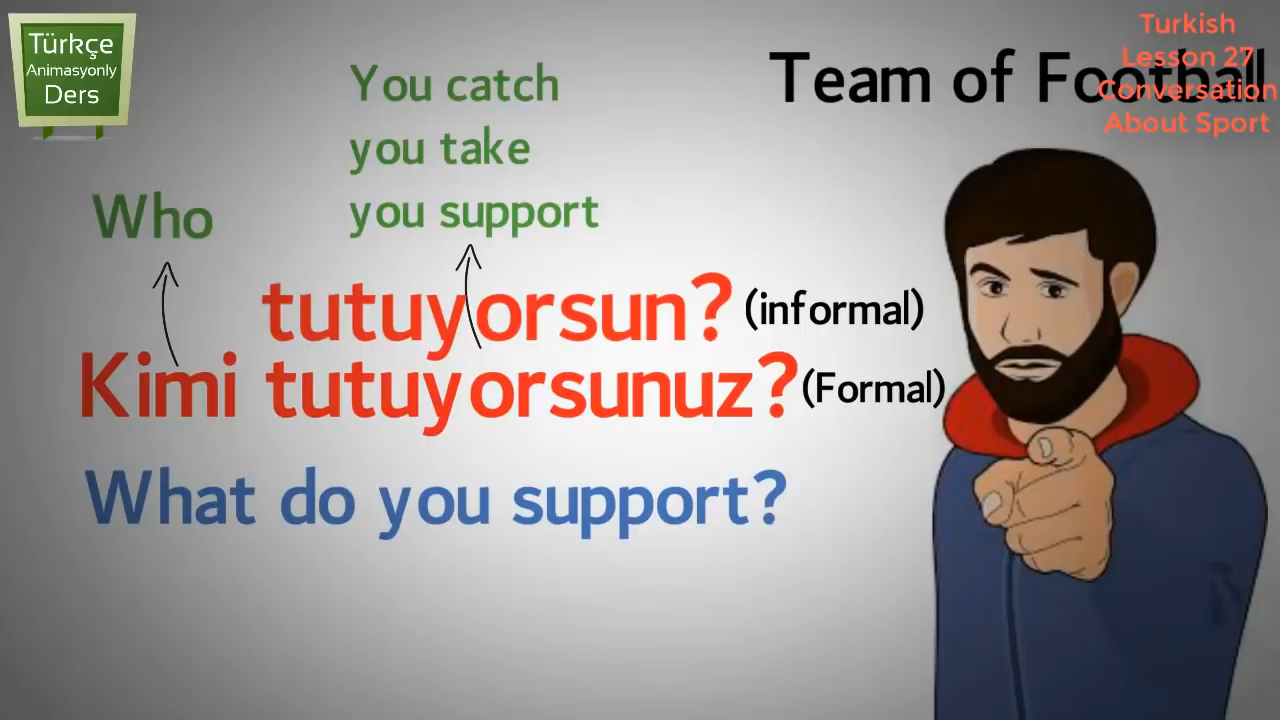 Türkçe
Animasyonly
Ders
Turkish
Lesson 27
Conversation
About Sport
Team of Football
You catch
you take
you support
Who
tutuyorsun? (informal)
Kimi tutuyorsunuz? (Formal)
What do you support?